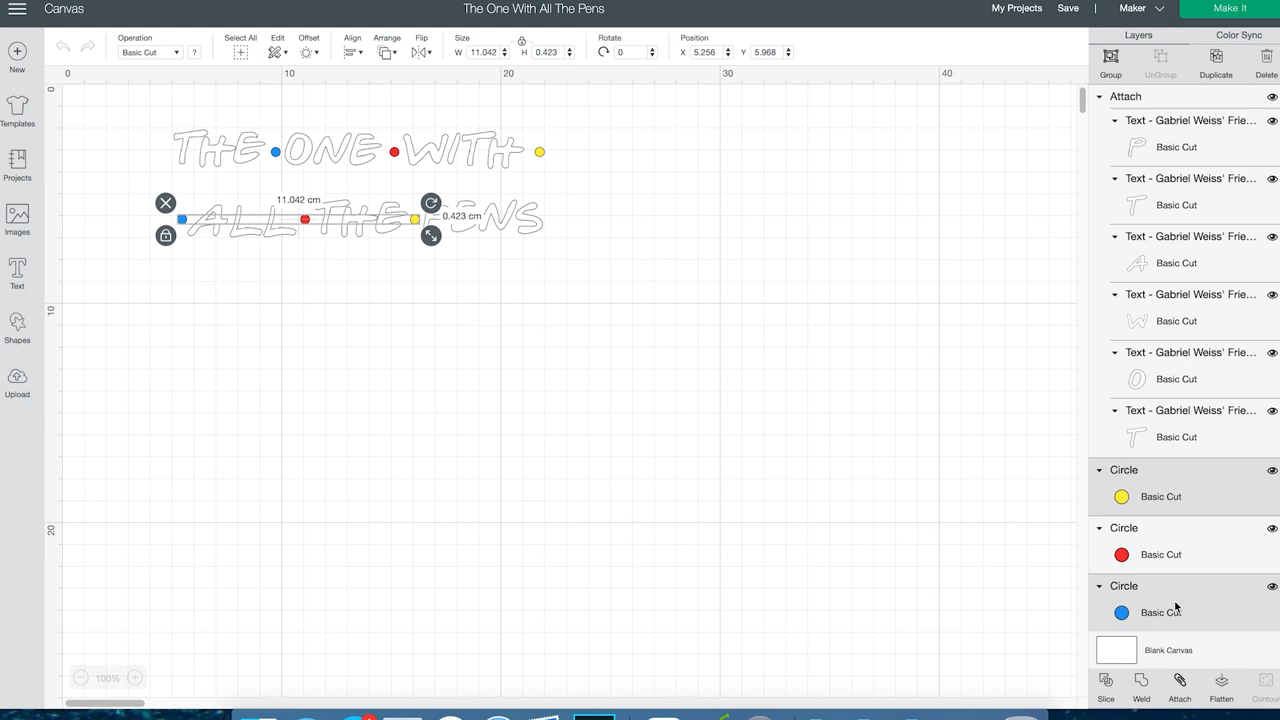 Canvas
The One With All The Pens
My Projects
Save
Maker
Make It
Operation
Basic Cut
?
Select All
Edit
Offset
Align
Arrange
Flip
Size
W 11.042
H 0.423
Rotate
0
Position
X 5.256
Y 5.968
Layers
Color Sync
Group
UnGroup
Duplicate
Delete
New
Templates
Projects
Images
Text
Shapes
Upload
0
10
20
30
40
0
10
20
THE ONE WITH
11.042 cm
0.423 cm
ALL THE PENS
100%
Attach
Text - Gabriel Weiss' Frie...
P
Basic Cut
Text - Gabriel Weiss' Frie...
T
Basic Cut
Text - Gabriel Weiss' Frie...
A
Basic Cut
Text - Gabriel Weiss' Frie...
W
Basic Cut
Text - Gabriel Weiss' Frie...
O
Basic Cut
Text - Gabriel Weiss' Frie...
T
Basic Cut
Circle
Basic Cut
Circle
Basic Cut
Circle
Basic Cut
Blank Canvas
Slice
Weld
Attach
Flatten
Contou